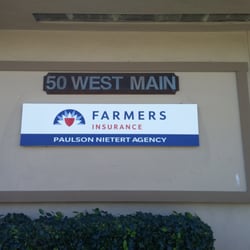 50 WEST MAIN
FARMERS
INSURANCE
PAULSON NIETERT AGENCY